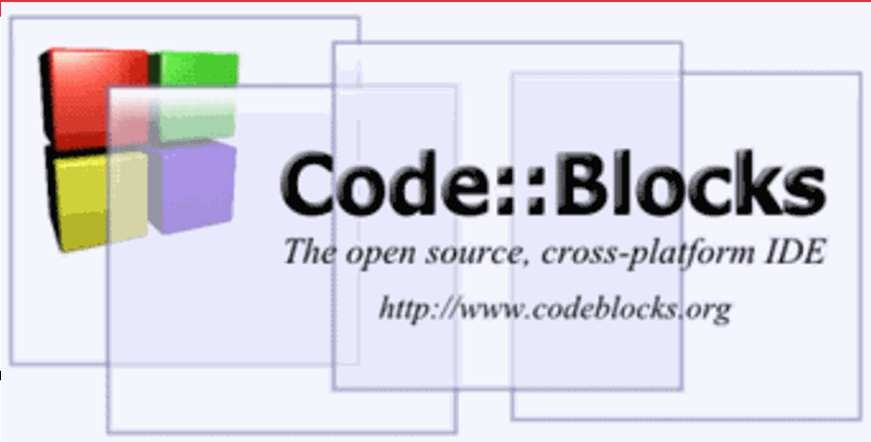 Code::Blocks
The open source, cross-platform IDE
http://www.codeblocks.org